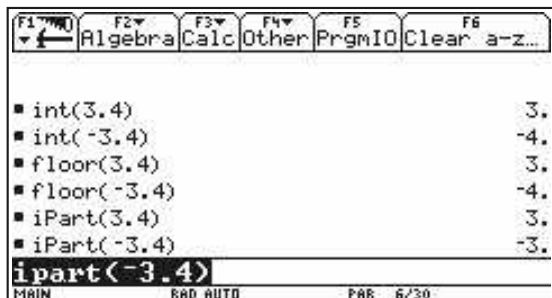 F1 F2 F3 F4 F5 F6
Algebra Calc Other PrgmIO Clear a-z…
▪ int(3.4) 3.
▪ int(⁻3.4) -4.
▪ floor(3.4) 3.
▪ floor(⁻3.4) -4.
▪ iPart(3.4) 3.
▪ iPart(⁻3.4) -3.
ipart(⁻3.4)
MAIN RAD AUTO PAR 6/30